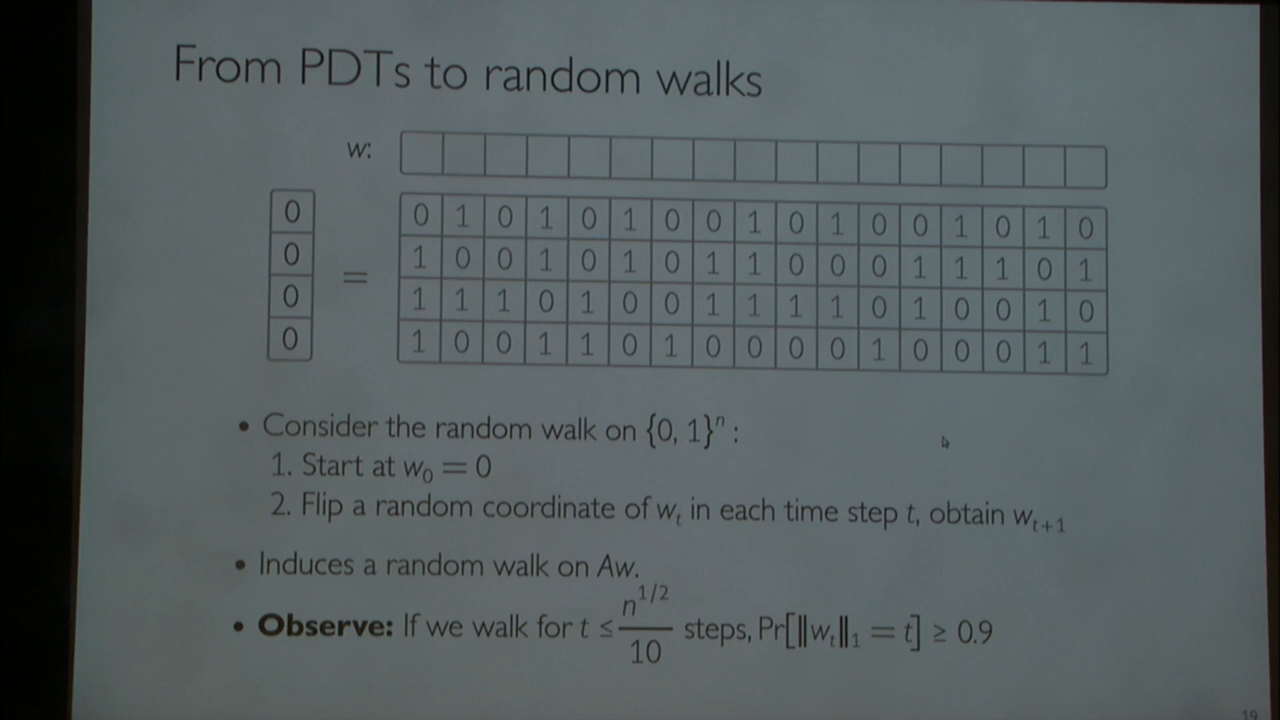 From PDTs to random walks
w:
0 0 1 0 1 0 1 0 0 1 0 1 0 0 1 0 1 0
0 1 0 0 1 0 1 0 1 1 0 0 0 1 1 1 0 1
0 = 1 1 1 0 1 0 0 1 1 1 1 0 1 0 0 1 0
0 1 0 0 1 1 0 1 0 0 0 0 1 0 0 0 1 1
• Consider the random walk on {0, 1}ⁿ :
1. Start at w₀ = 0
2. Flip a random coordinate of wₜ in each time step t, obtain wₜ₊₁
• Induces a random walk on Aw.
• Observe: If we walk for t ≤ n^{1/2}/10 steps, Pr[‖wₜ‖₁ = t] ≥ 0.9
19